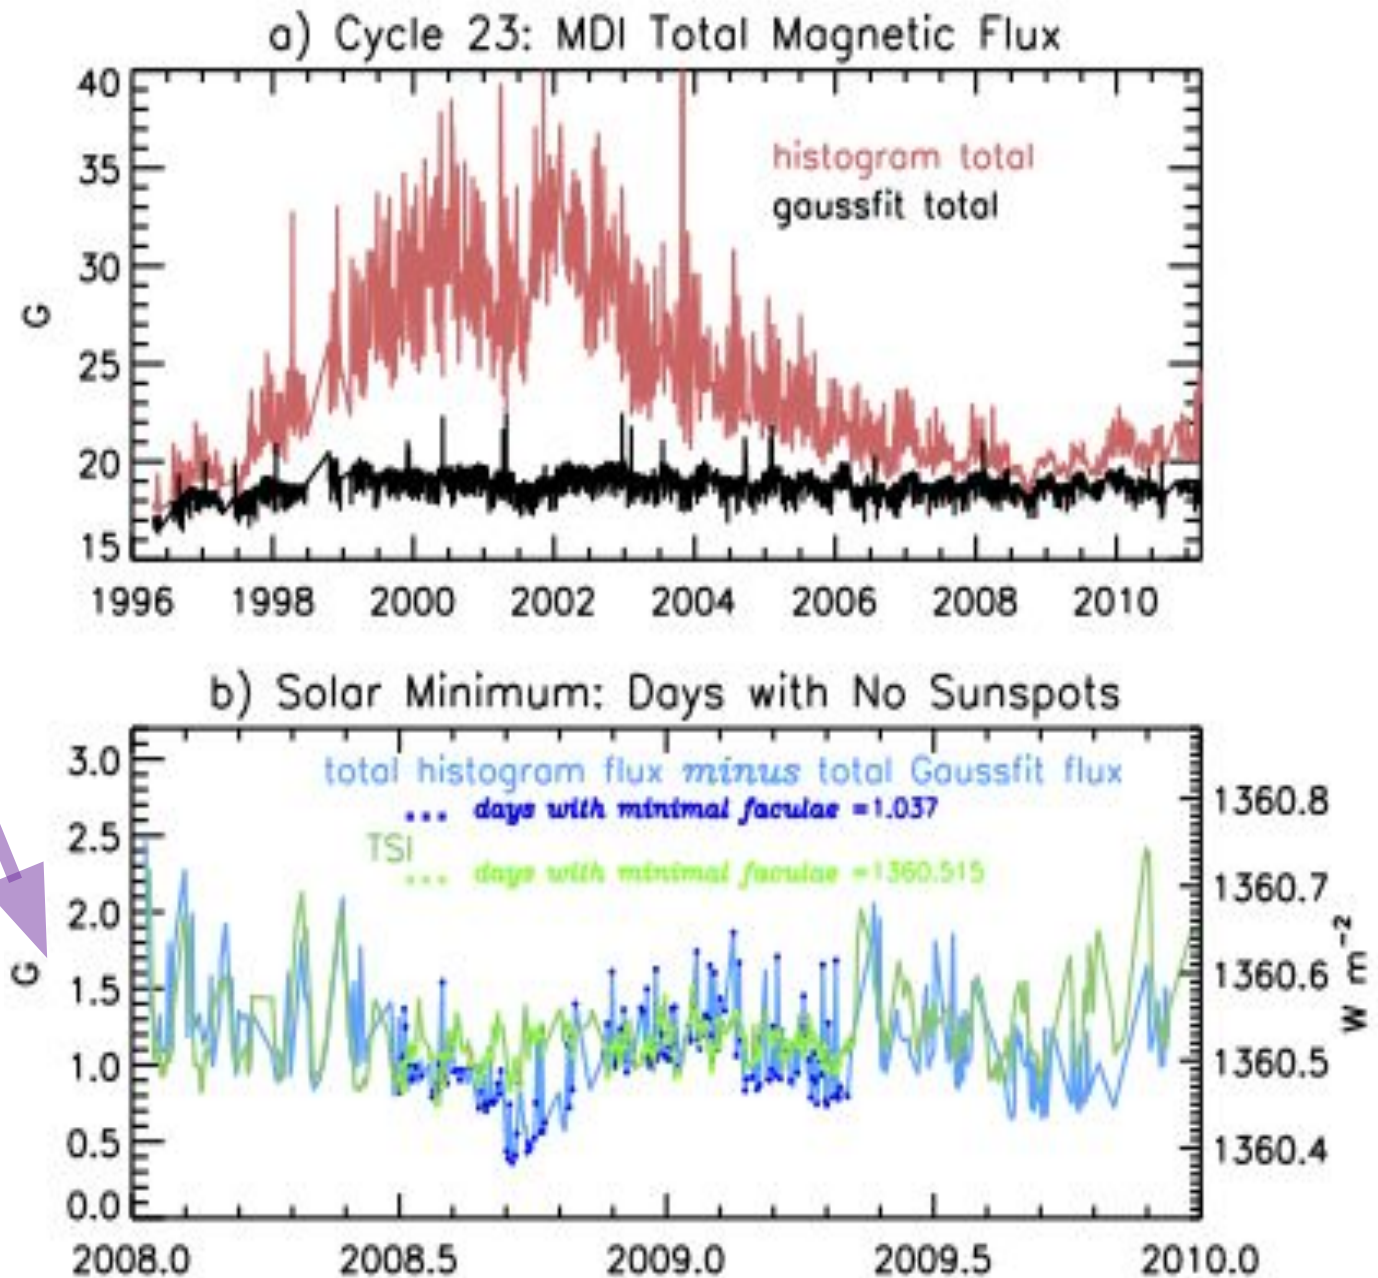 a) Cycle 23: MDI Total Magnetic Flux
40
35
30
25
20
15
G
histogram total
gaussfit total
1996 1998 2000 2002 2004 2006 2008 2010
b) Solar Minimum: Days with No Sunspots
3.0
2.5
2.0
1.5
1.0
0.5
0.0
G
total histogram flux minus total Gaussfit flux
days with minimal faculae =1.037
TSI
days with minimal faculae =1360.515
1360.8
1360.7
1360.6
1360.5
1360.4
W m⁻²
2008.0 2008.5 2009.0 2009.5 2010.0